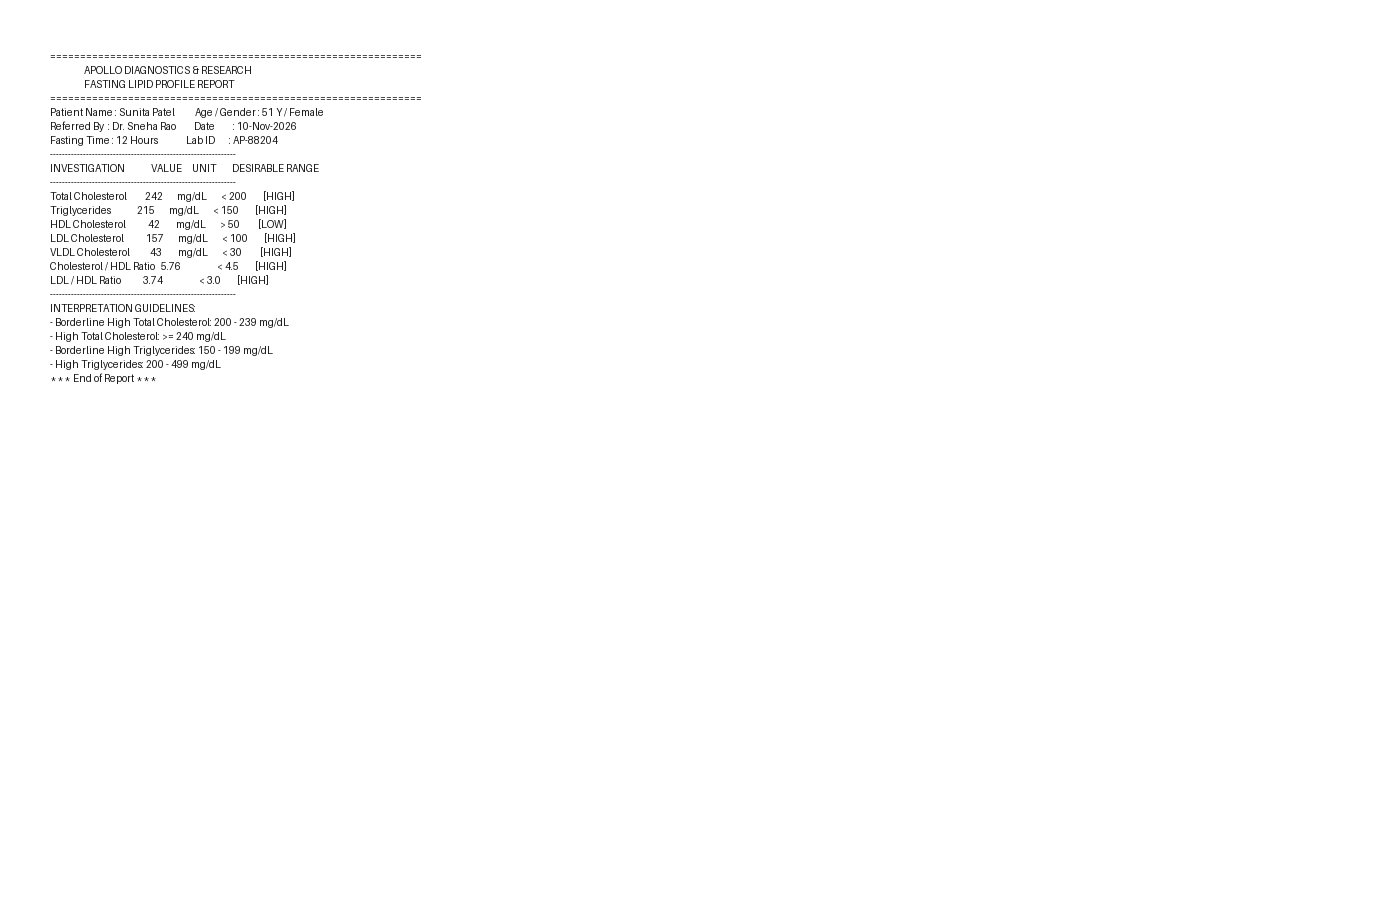 ==============================================================
APOLLO DIAGNOSTICS & RESEARCH
FASTING LIPID PROFILE REPORT
==============================================================
Patient Name : Sunita Patel Age / Gender : 51 Y / Female
Referred By : Dr. Sneha Rao Date : 10-Nov-2026
Fasting Time : 12 Hours Lab ID : AP-88204
--------------------------------------------------------------
INVESTIGATION VALUE UNIT DESIRABLE RANGE
--------------------------------------------------------------
Total Cholesterol 242 mg/dL < 200 [HIGH]
Triglycerides 215 mg/dL < 150 [HIGH]
HDL Cholesterol 42 mg/dL > 50 [LOW]
LDL Cholesterol 157 mg/dL < 100 [HIGH]
VLDL Cholesterol 43 mg/dL < 30 [HIGH]
Cholesterol / HDL Ratio 5.76 < 4.5 [HIGH]
LDL / HDL Ratio 3.74 < 3.0 [HIGH]
--------------------------------------------------------------
INTERPRETATION GUIDELINES:
- Borderline High Total Cholesterol: 200 - 239 mg/dL
- High Total Cholesterol: >= 240 mg/dL
- Borderline High Triglycerides: 150 - 199 mg/dL
- High Triglycerides: 200 - 499 mg/dL
*** End of Report ***